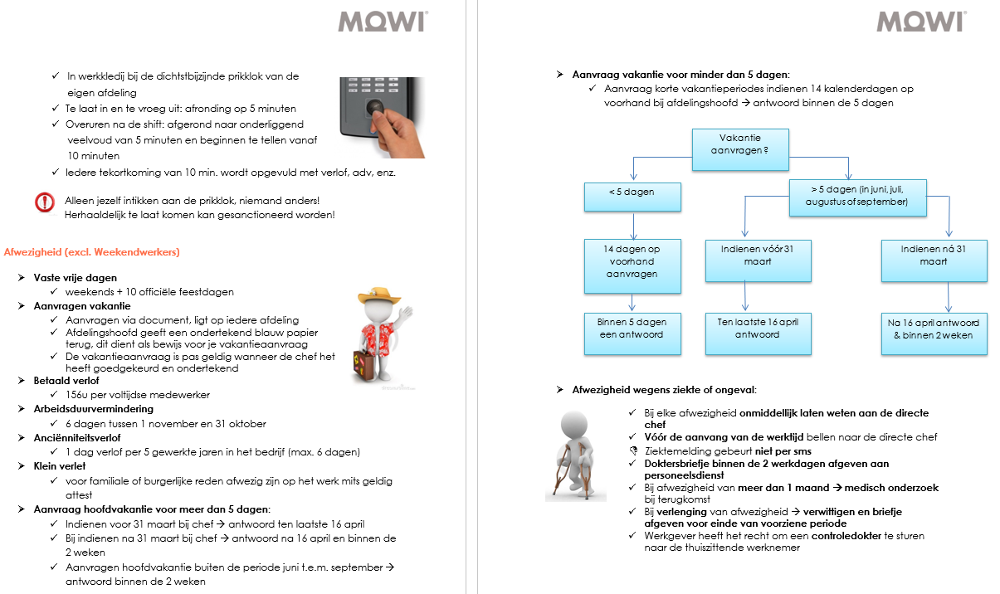 MOWI
In werkkledij bij de dichtstbijzijnde prikklok van de
eigen afdeling
Te laat in en te vroeg uit: afronding op 5 minuten
Overuren na de shift: afgerond naar onderliggend
veelvoud van 5 minuten en beginnen te tellen vanaf
10 minuten
Iedere tekortkoming van 10 min. wordt opgevuld met verlof, adv, enz.
Alleen jezelf intikken aan de prikklok, niemand anders!
Herhaaldelijk te laat komen kan gesanctioneerd worden!
Afwezigheid (excl. Weekendwerkers)
Vaste vrije dagen
weekends + 10 officiële feestdagen
Aanvragen vakantie
Aanvragen via document, ligt op iedere afdeling
Afdelingshoofd geeft een ondertekend blauw papier
terug, dit dient als bewijs voor je vakantieaanvraag
De vakantieaanvraag is pas geldig wanneer de chef het
heeft goedgekeurd en ondertekend
Betaald verlof
156u per voltijdse medewerker
Arbeidsduurvermindering
6 dagen tussen 1 november en 31 oktober
Anciënniteitsverlof
1 dag verlof per 5 gewerkte jaren in het bedrijf (max. 6 dagen)
Klein verlet
voor familiale of burgerlijke reden afwezig zijn op het werk mits geldig
attest
Aanvraag hoofdvakantie voor meer dan 5 dagen:
Indienen voor 31 maart bij chef → antwoord ten laatste 16 april
Bij indienen na 31 maart bij chef → antwoord na 16 april en binnen de
2 weken
Aanvragen hoofdvakantie buiten de periode juni t.e.m. september →
antwoord binnen de 2 weken
MOWI
Aanvraag vakantie voor minder dan 5 dagen:
Aanvraag korte vakantieperiodes indienen 14 kalenderdagen op
voorhand bij afdelingshoofd → antwoord binnen de 5 dagen
Vakantie
aanvragen?
< 5 dagen
> 5 dagen (in juni, juli,
augustus of september)
14 dagen op
voorhand
aanvragen
Indienen vóór 31
maart
Indienen ná 31
maart
Binnen 5 dagen
een antwoord
Ten laatste 16 april
antwoord
Na 16 april antwoord
& binnen 2 weken
Afwezigheid wegens ziekte of ongeval:
Bij elke afwezigheid onmiddellijk laten weten aan de directe
chef
Vóór de aanvang van de werktijd bellen naar de directe chef
Ziektemelding gebeurt niet per sms
Doktersbriefje binnen de 2 werkdagen afgeven aan
personeelsdienst
Bij afwezigheid van meer dan 1 maand → medisch onderzoek
bij terugkomst
Bij verlenging van afwezigheid → verwittigen en briefje
afgeven voor einde van voorziene periode
Werkgever heeft het recht om een controledokter te sturen
naar de thuiszittende werknemer